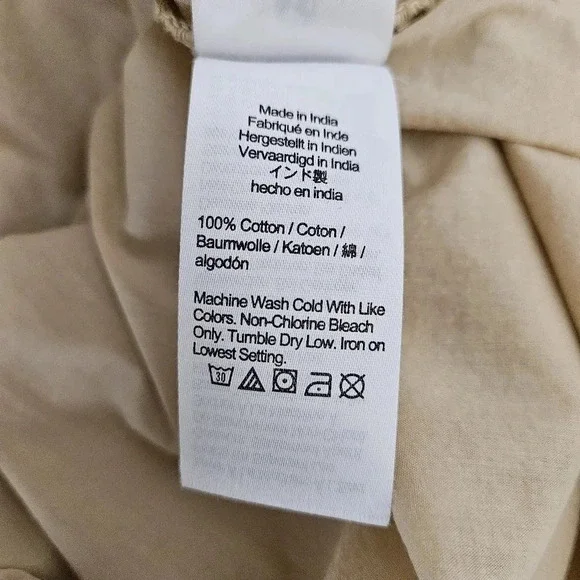 Made in India
Fabriqué en Inde
Hergestellt in Indien
Vervaardigd in India
インド製
hecho en india
100% Cotton / Coton /
Baumwolle / Katoen / 綿 /
algodón
Machine Wash Cold With Like
Colors. Non-Chlorine Bleach
Only. Tumble Dry Low. Iron on
Lowest Setting.
30